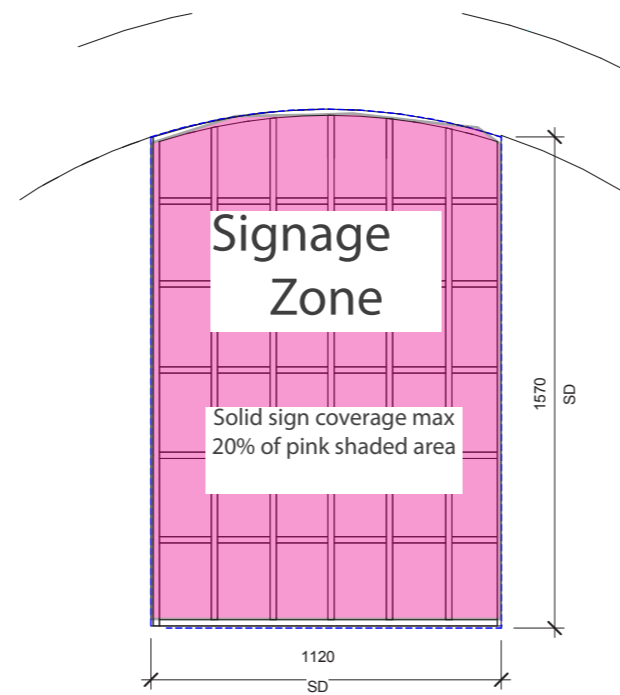 Signage
Zone
Solid sign coverage max
20% of pink shaded area
1570
SD
1120
SD